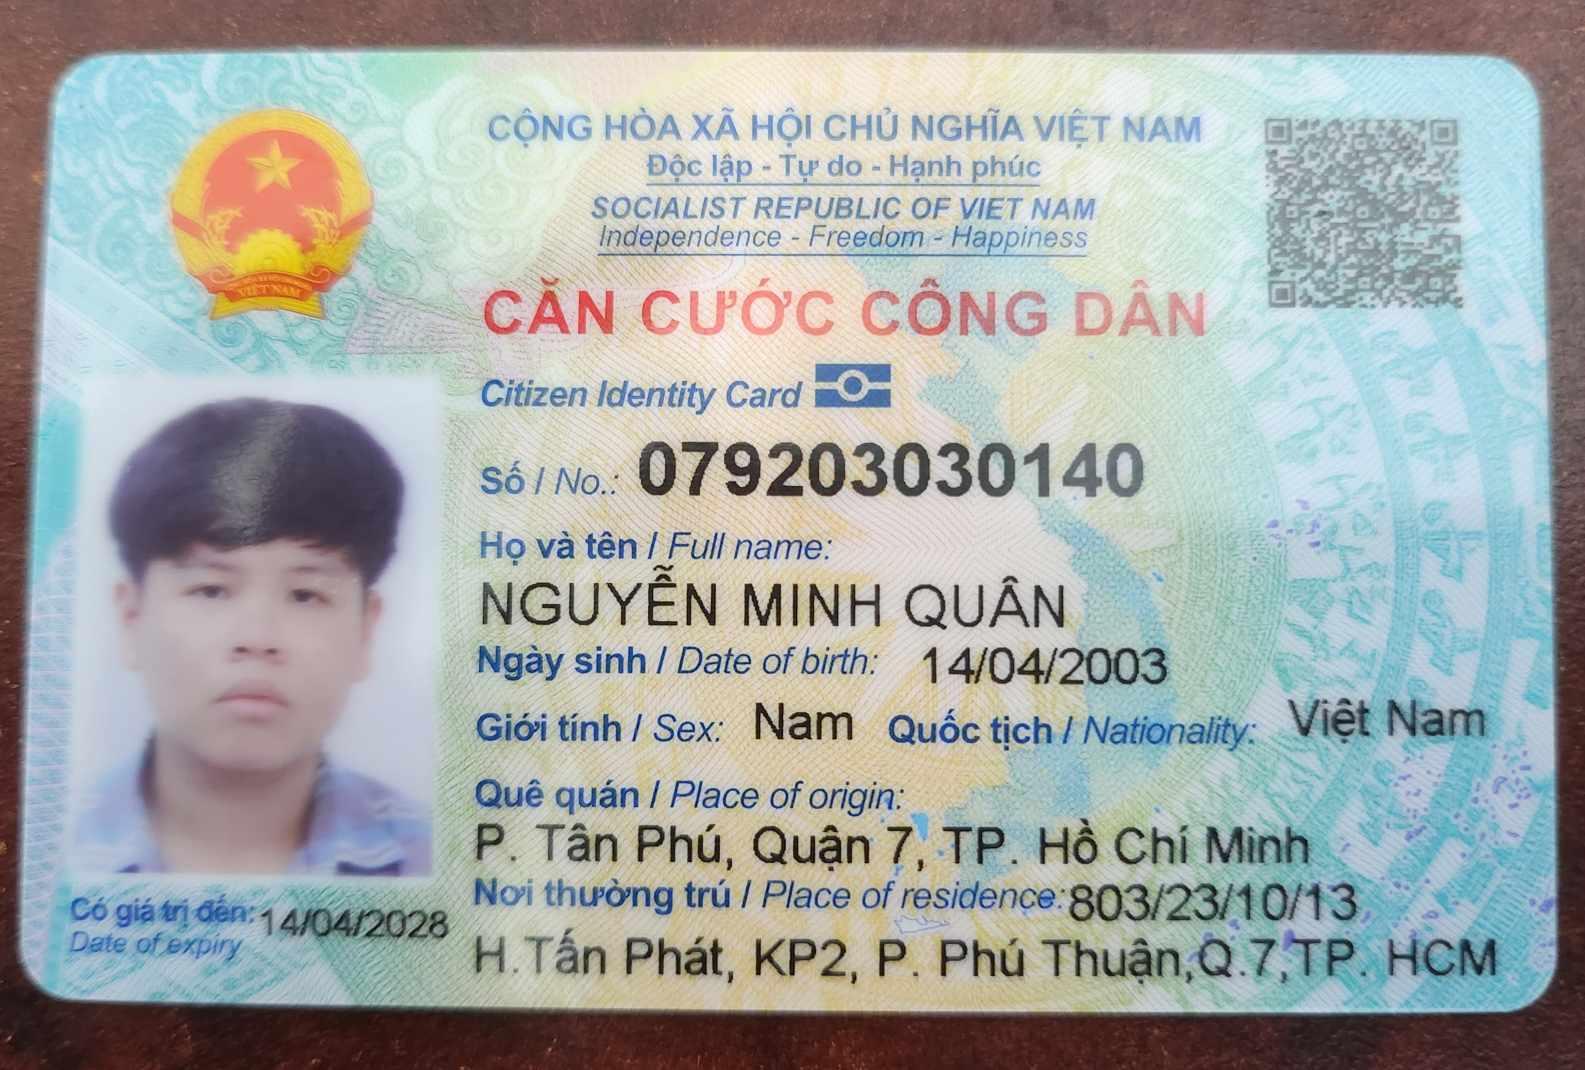 CỘNG HÒA XÃ HỘI CHỦ NGHĨA VIỆT NAM
Độc lập - Tự do - Hạnh phúc
SOCIALIST REPUBLIC OF VIET NAM
Independence - Freedom - Happiness
VIỆT NAM
CĂN CƯỚC CÔNG DÂN
Citizen Identity Card
Số / No.: 079203030140
Họ và tên / Full name:
NGUYỄN MINH QUÂN
Ngày sinh / Date of birth: 14/04/2003
Giới tính / Sex: Nam Quốc tịch / Nationality: Việt Nam
Quê quán / Place of origin:
P. Tân Phú, Quận 7, TP. Hồ Chí Minh
Nơi thường trú / Place of residence: 803/23/10/13
H.Tấn Phát, KP2, P. Phú Thuận,Q.7,TP. HCM
Có giá trị đến: 14/04/2028
Date of expiry